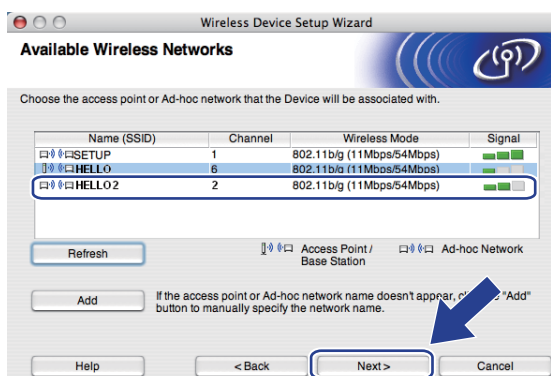 Wireless Device Setup Wizard
Available Wireless Networks
Choose the access point or Ad-hoc network that the Device will be associated with.
Name (SSID) Channel Wireless Mode Signal
SETUP 1 802.11b/g (11Mbps/54Mbps)
HELLO 6 802.11b/g (11Mbps/54Mbps)
HELLO2 2 802.11b/g (11Mbps/54Mbps)
Refresh
Access Point / Base Station
Ad-hoc Network
Add
If the access point or Ad-hoc network name doesn't appear, "Add"
button to manually specify the network name.
Help <Back Next> Cancel